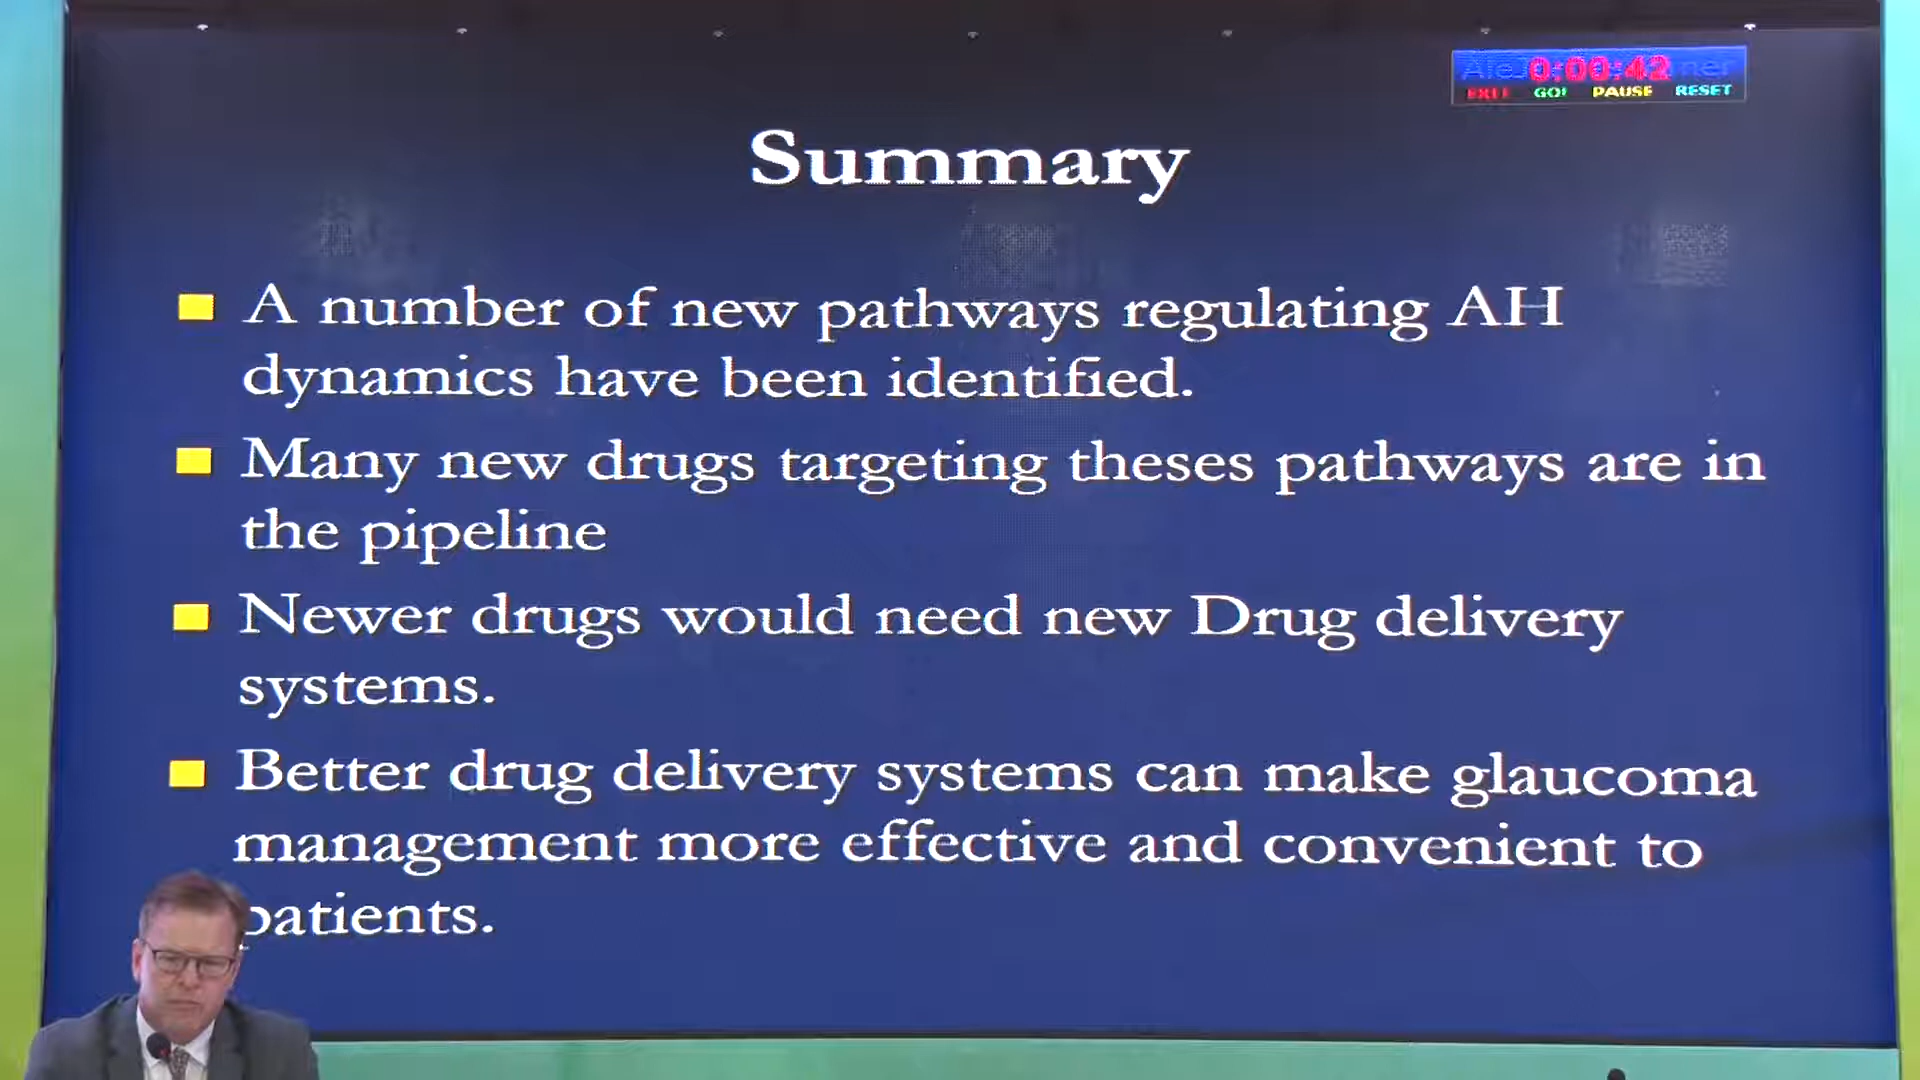 0:00:42
EXIT GO! PAUSE RESET
Summary
A number of new pathways regulating AH
dynamics have been identified.
Many new drugs targeting theses pathways are in
the pipeline
Newer drugs would need new Drug delivery
systems.
Better drug delivery systems can make glaucoma
management more effective and convenient to
patients.